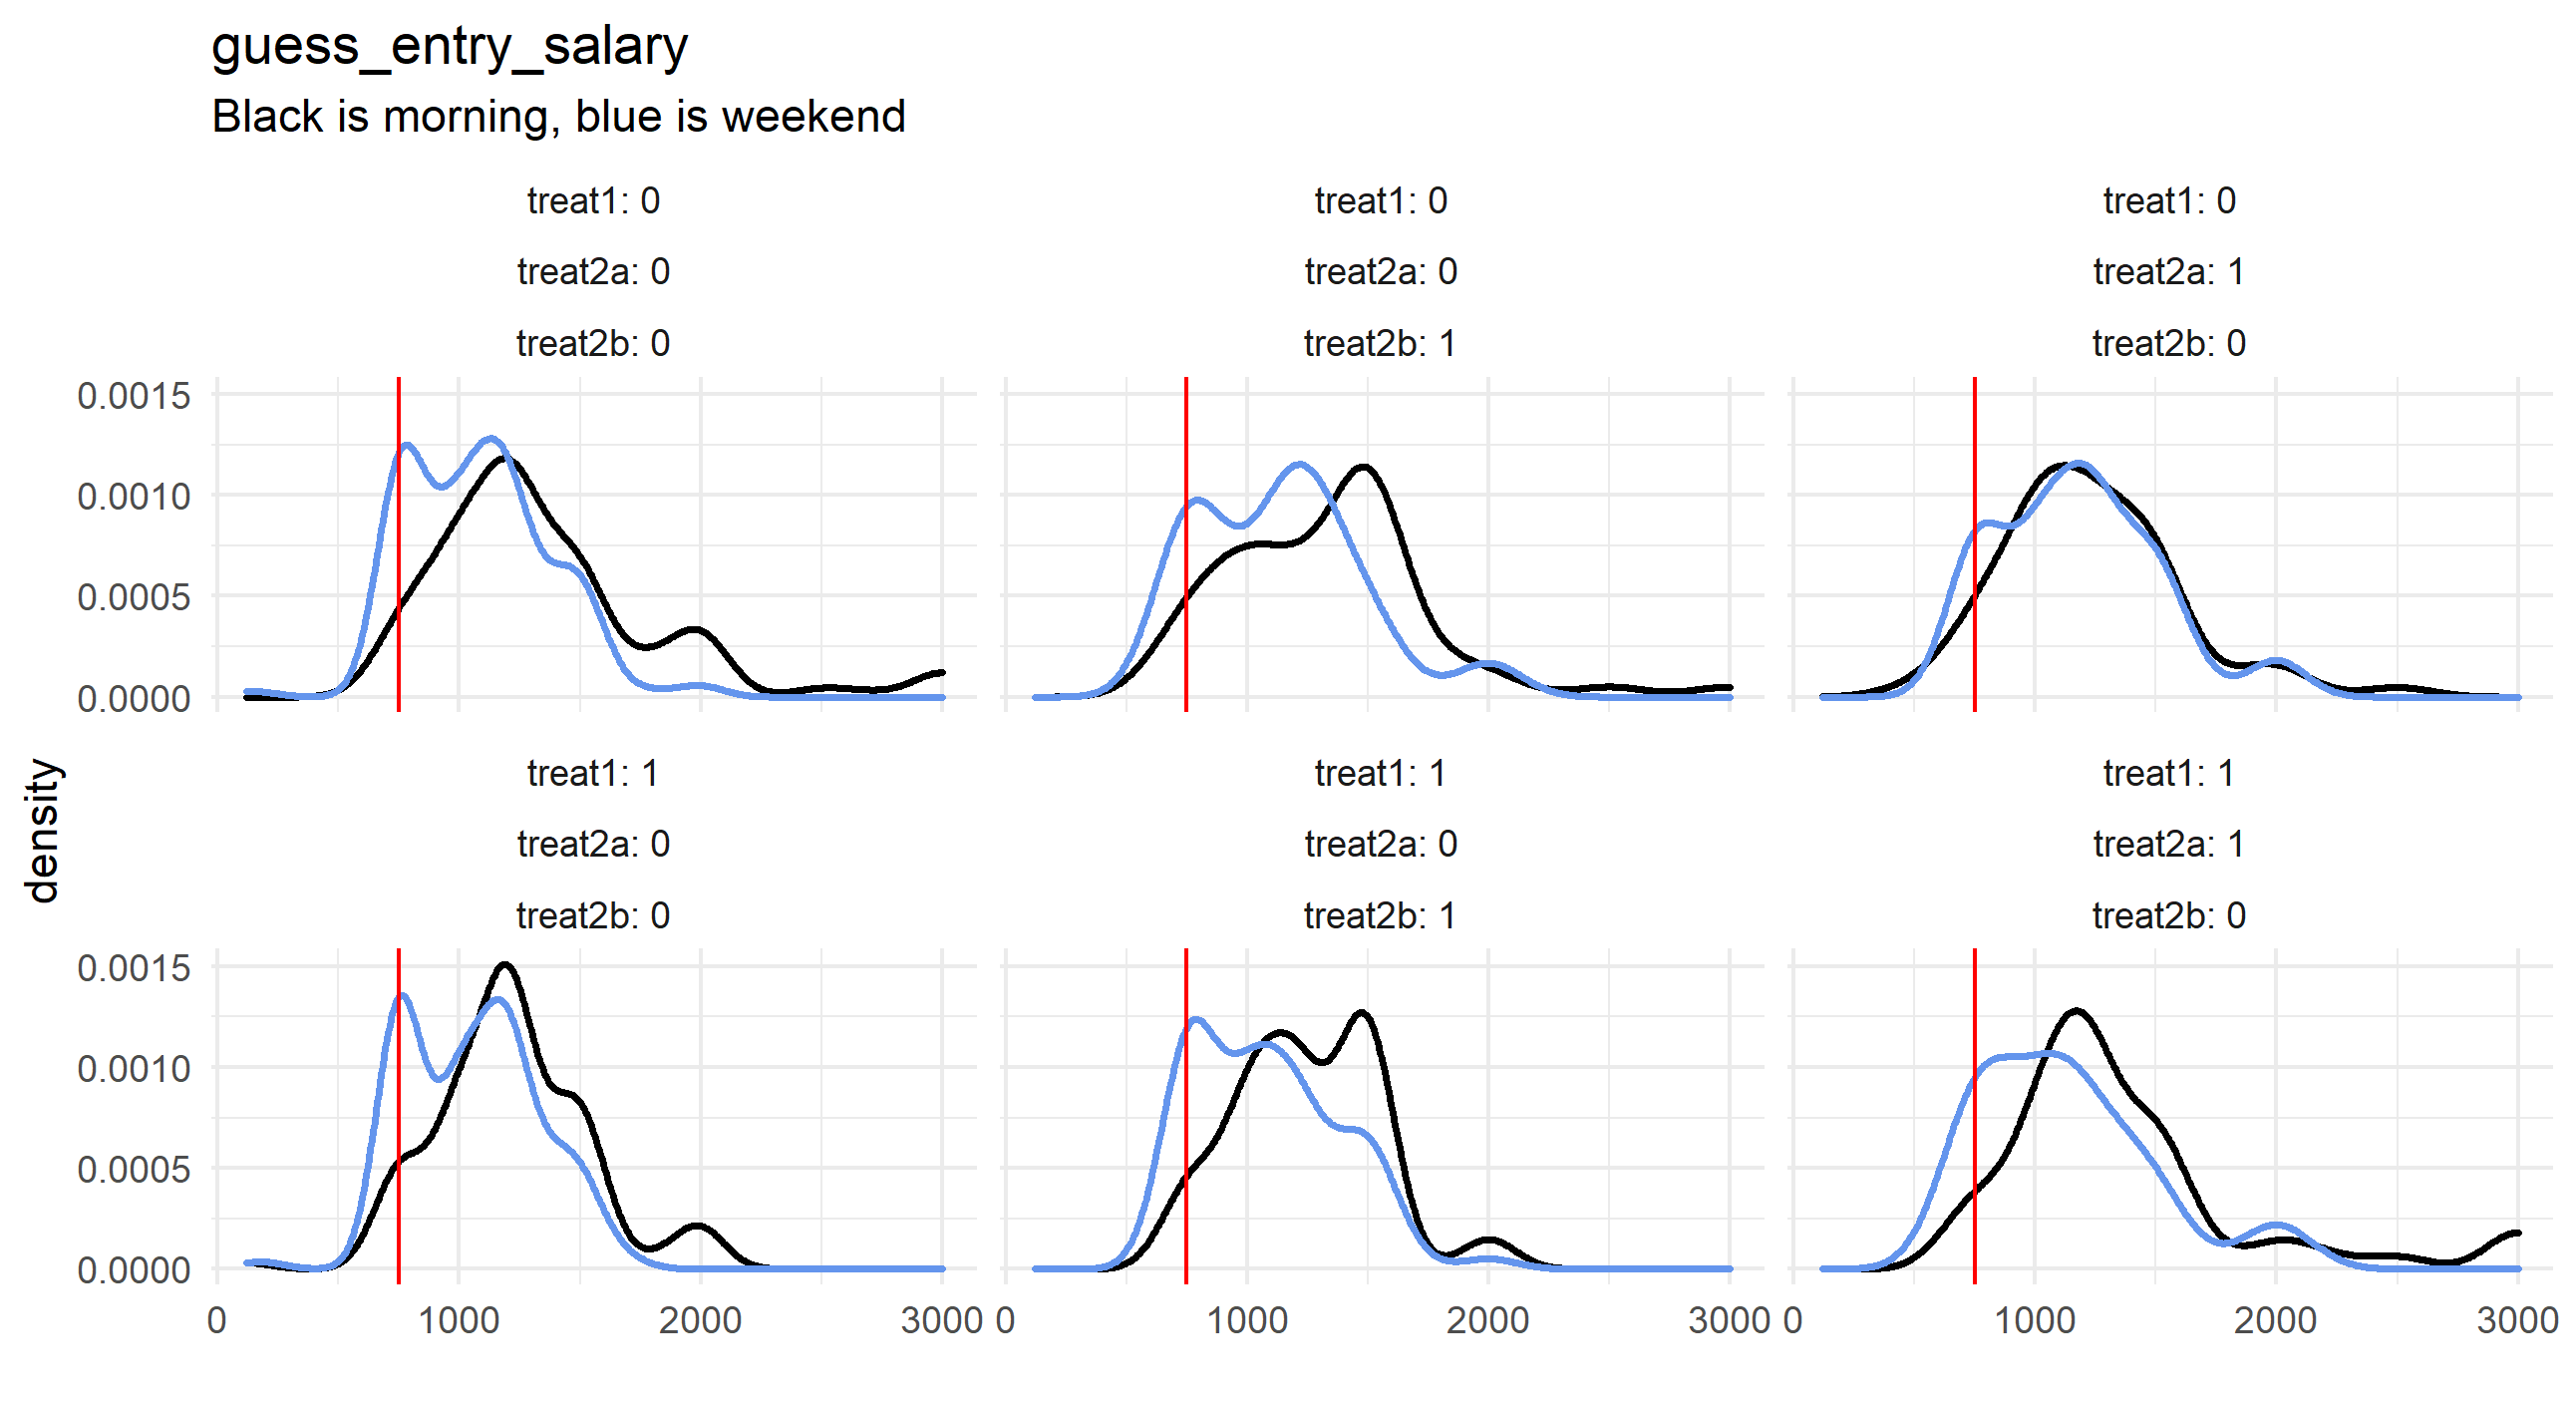 guess_entry_salary
Black is morning, blue is weekend
treat1: 0 treat1: 0 treat1: 0
treat2a: 0 treat2a: 0 treat2a: 1
treat2b: 0 treat2b: 1 treat2b: 0
0.0015
0.0010
0.0005
0.0000
density
treat1: 1 treat1: 1 treat1: 1
treat2a: 0 treat2a: 0 treat2a: 1
treat2b: 0 treat2b: 1 treat2b: 0
0.0015
0.0010
0.0005
0.0000
0 1000 2000 3000 0 1000 2000 3000 0 1000 2000 3000